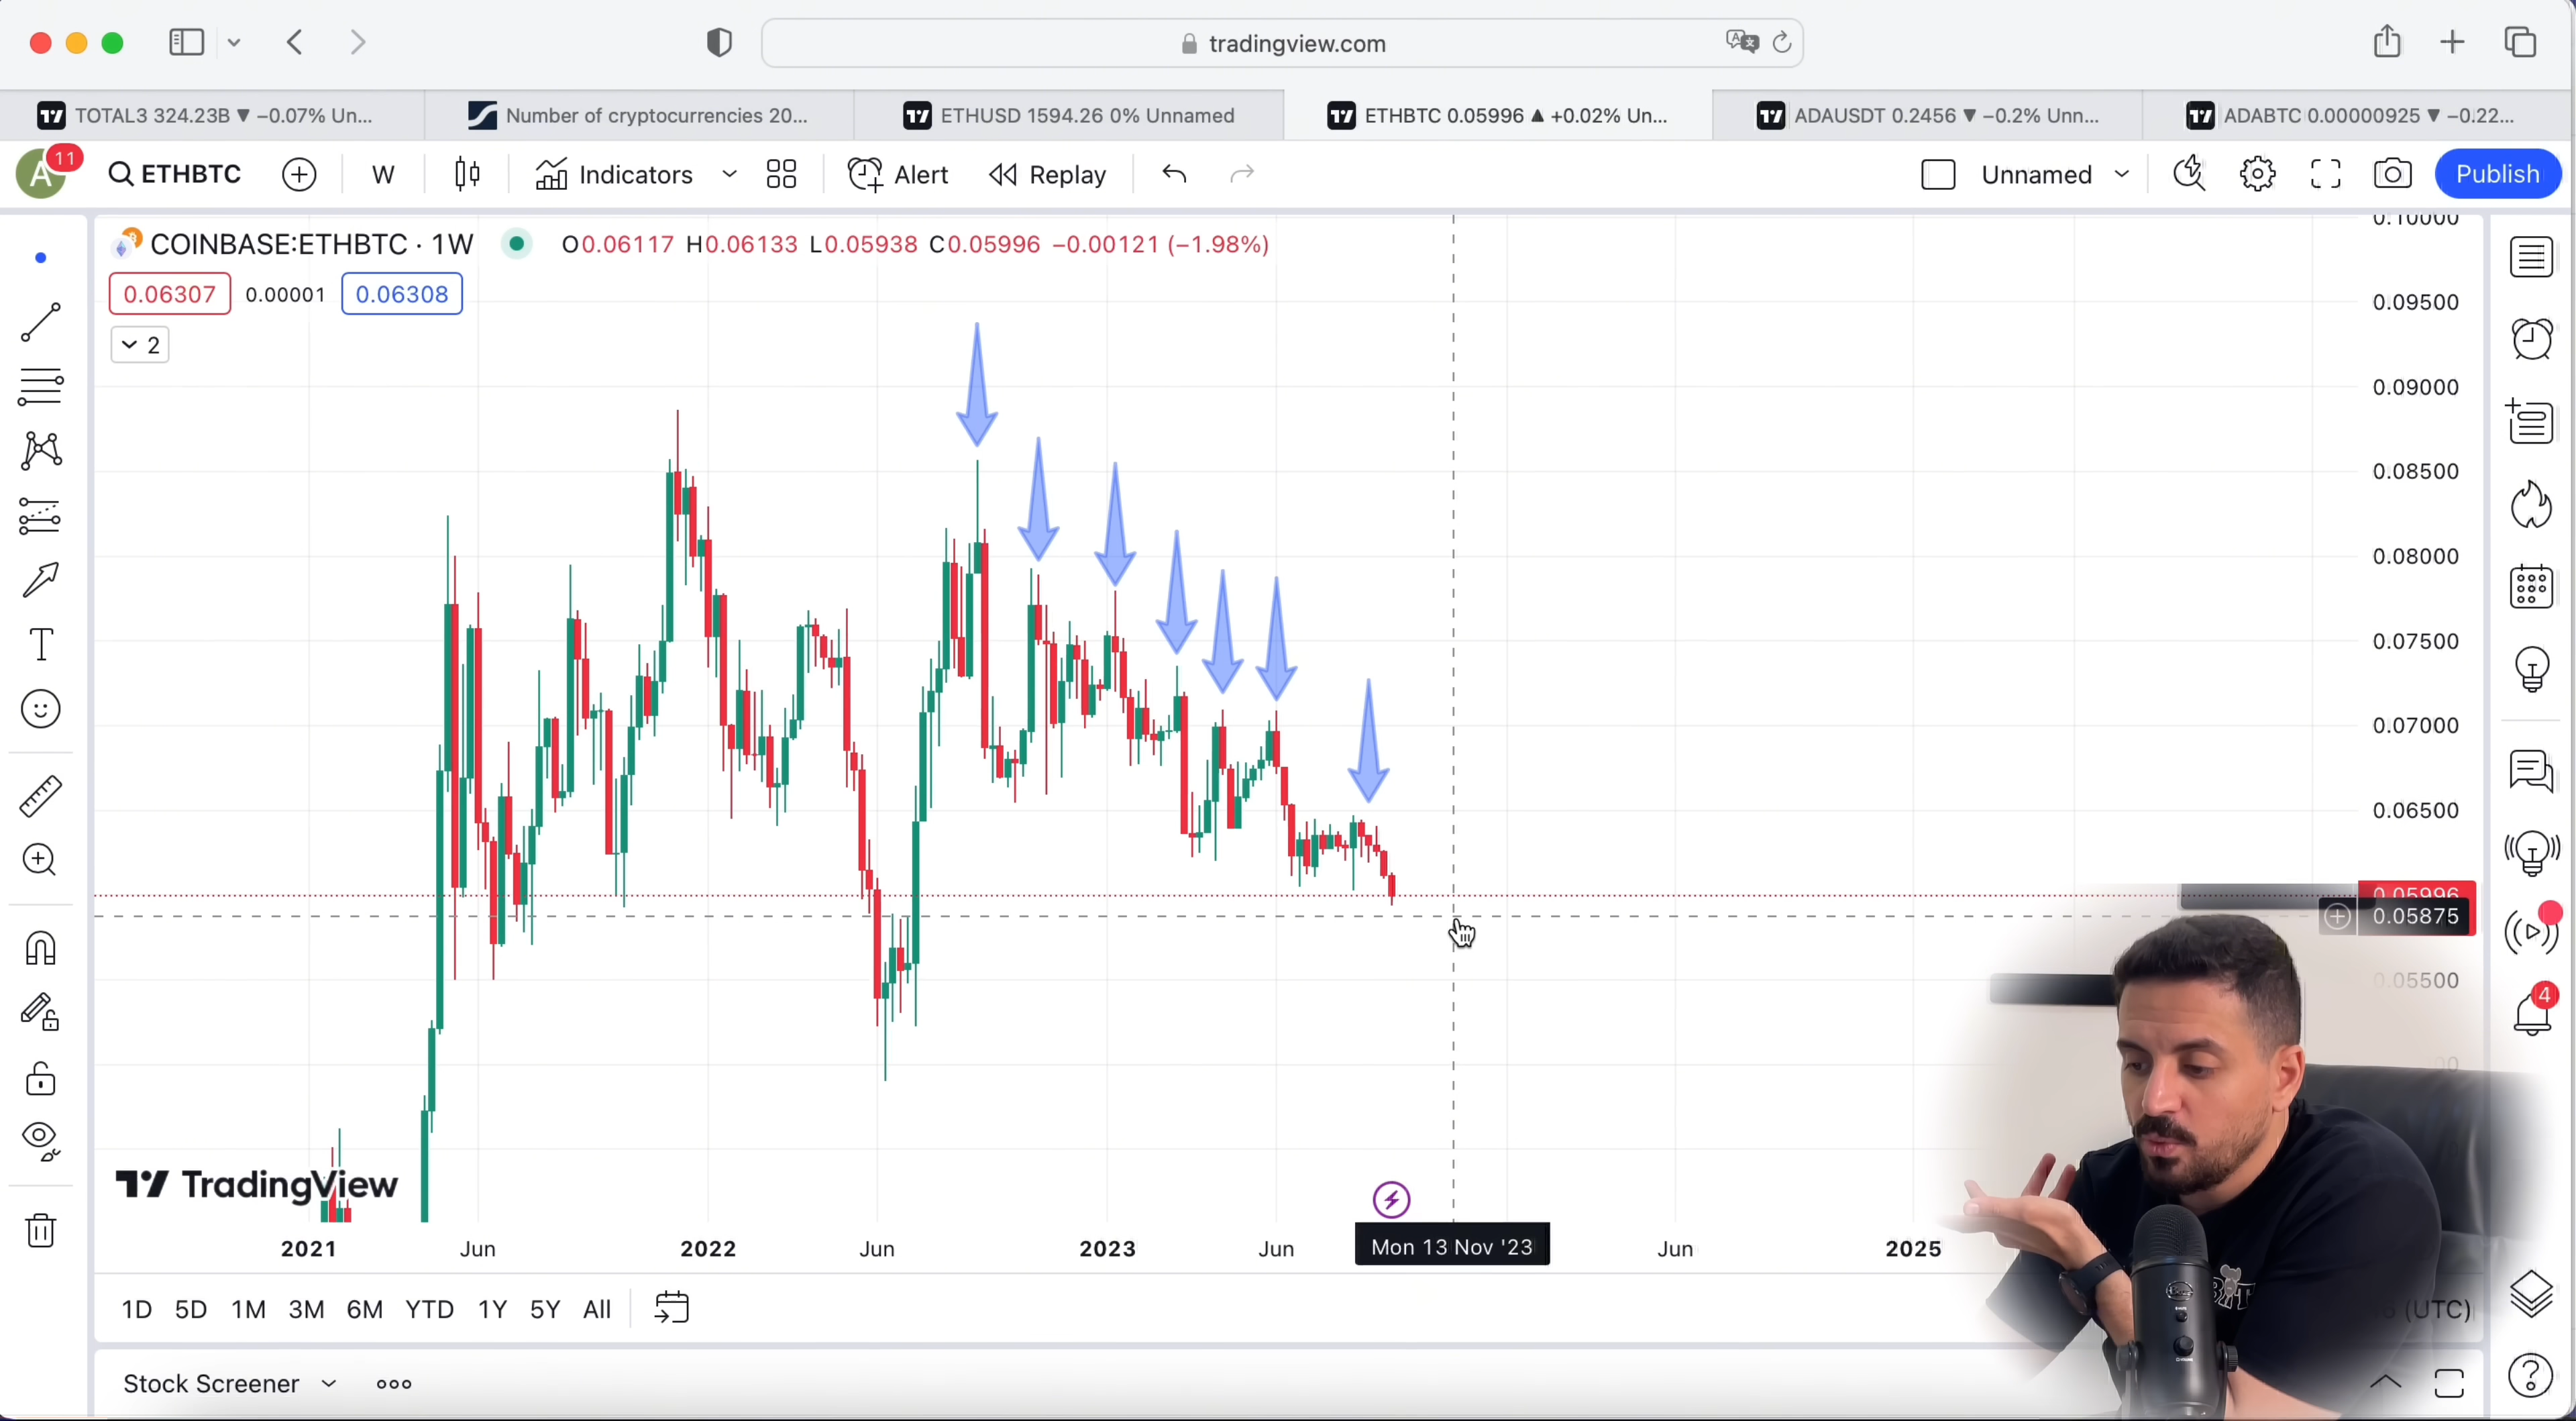 tradingview.com
TOTAL3 324.23B ▼ −0.07% Un...
Number of cryptocurrencies 20...
ETHUSD 1594.26 0% Unnamed
ETHBTC 0.05996 ▲ +0.02% Un...
ADAUSDT 0.2456 ▼ −0.2% Unn...
ADABTC 0.00000925 ▼ −0.22...
A 11 ETHBTC W Indicators Alert Replay Unnamed Publish
COINBASE:ETHBTC · 1W O0.06117 H0.06133 L0.05938 C0.05996 −0.00121 (−1.98%)
0.06307 0.00001 0.06308
2
0.10000
0.09500
0.09000
0.08500
0.08000
0.07500
0.07000
0.06500
0.05996
0.05875
0.05500
4
TradingView
2021 Jun 2022 Jun 2023 Jun Mon 13 Nov '23 Jun 2025
1D 5D 1M 3M 6M YTD 1Y 5Y All (UTC)
Stock Screener